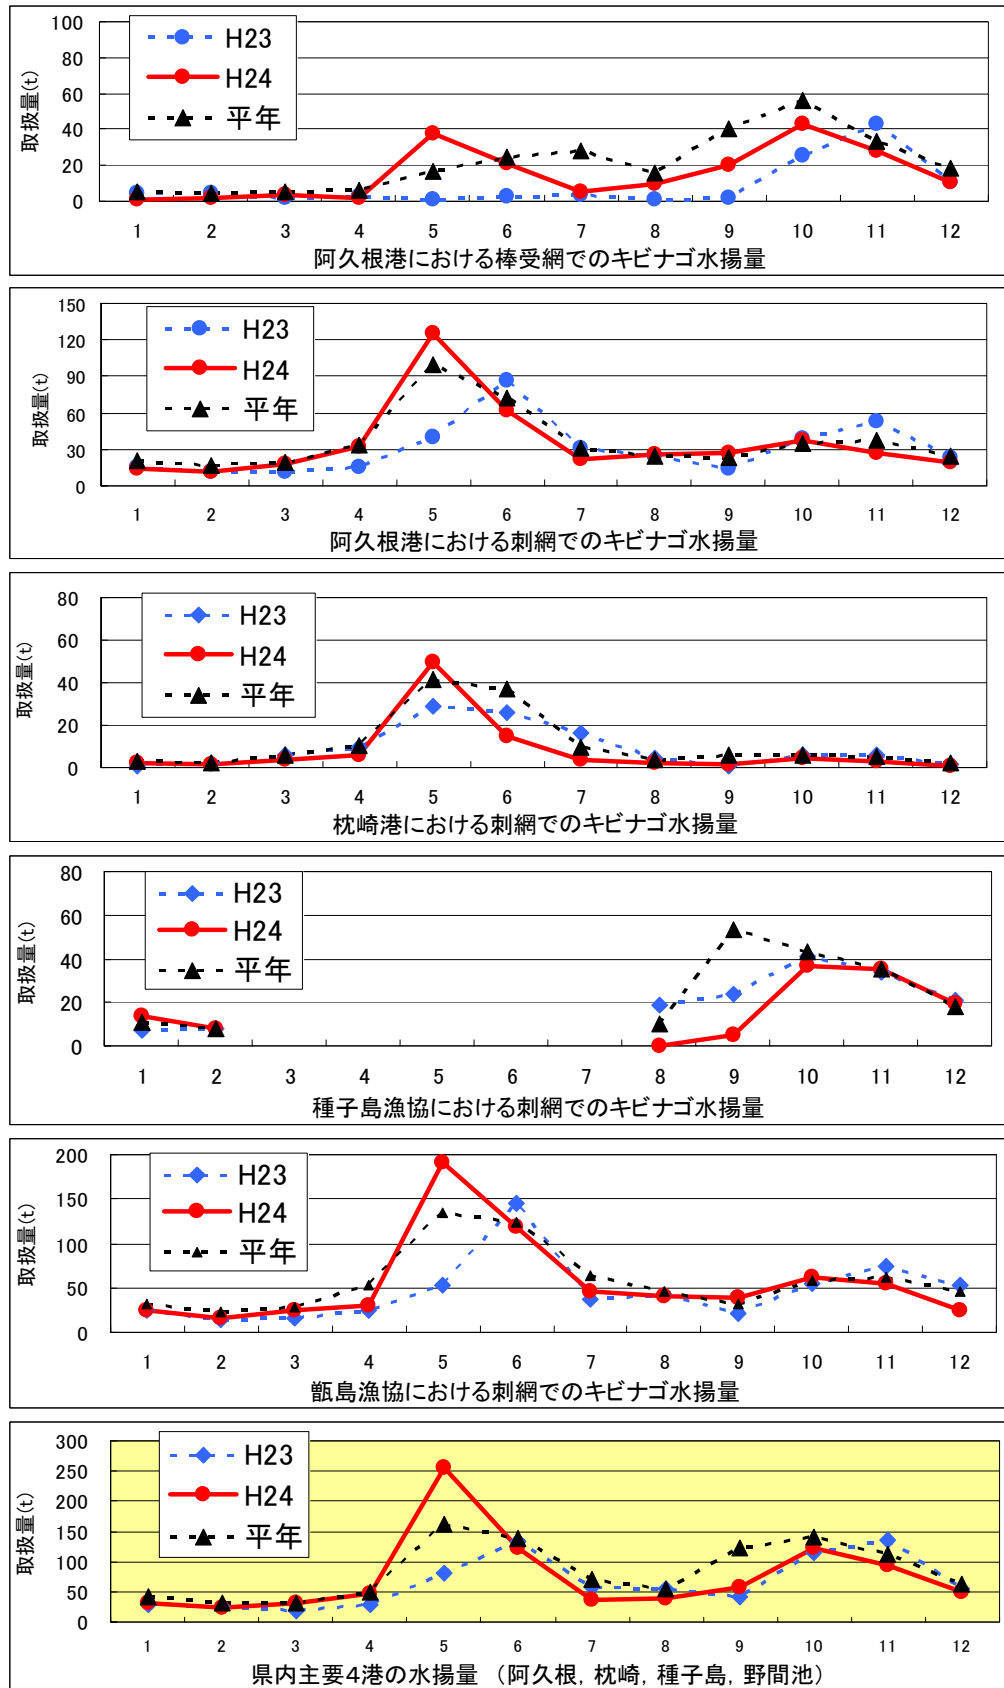 100
80
60
40
20
0
取扱量(t)
H23
H24
平年
1 2 3 4 5 6 7 8 9 10 11 12
阿久根港における棒受網でのキビナゴ水揚量
150
120
90
60
30
0
取扱量(t)
H23
H24
平年
1 2 3 4 5 6 7 8 9 10 11 12
阿久根港における刺網でのキビナゴ水揚量
80
60
40
20
0
取扱量(t)
H23
H24
平年
1 2 3 4 5 6 7 8 9 10 11 12
枕崎港における刺網でのキビナゴ水揚量
80
60
40
20
0
取扱量(t)
H23
H24
平年
1 2 3 4 5 6 7 8 9 10 11 12
種子島漁協における刺網でのキビナゴ水揚量
200
150
100
50
0
取扱量(t)
H23
H24
平年
1 2 3 4 5 6 7 8 9 10 11 12
甑島漁協における刺網でのキビナゴ水揚量
300
250
200
150
100
50
0
取扱量(t)
H23
H24
平年
1 2 3 4 5 6 7 8 9 10 11 12
県内主要4港の水揚量 (阿久根, 枕崎, 種子島, 野間池)